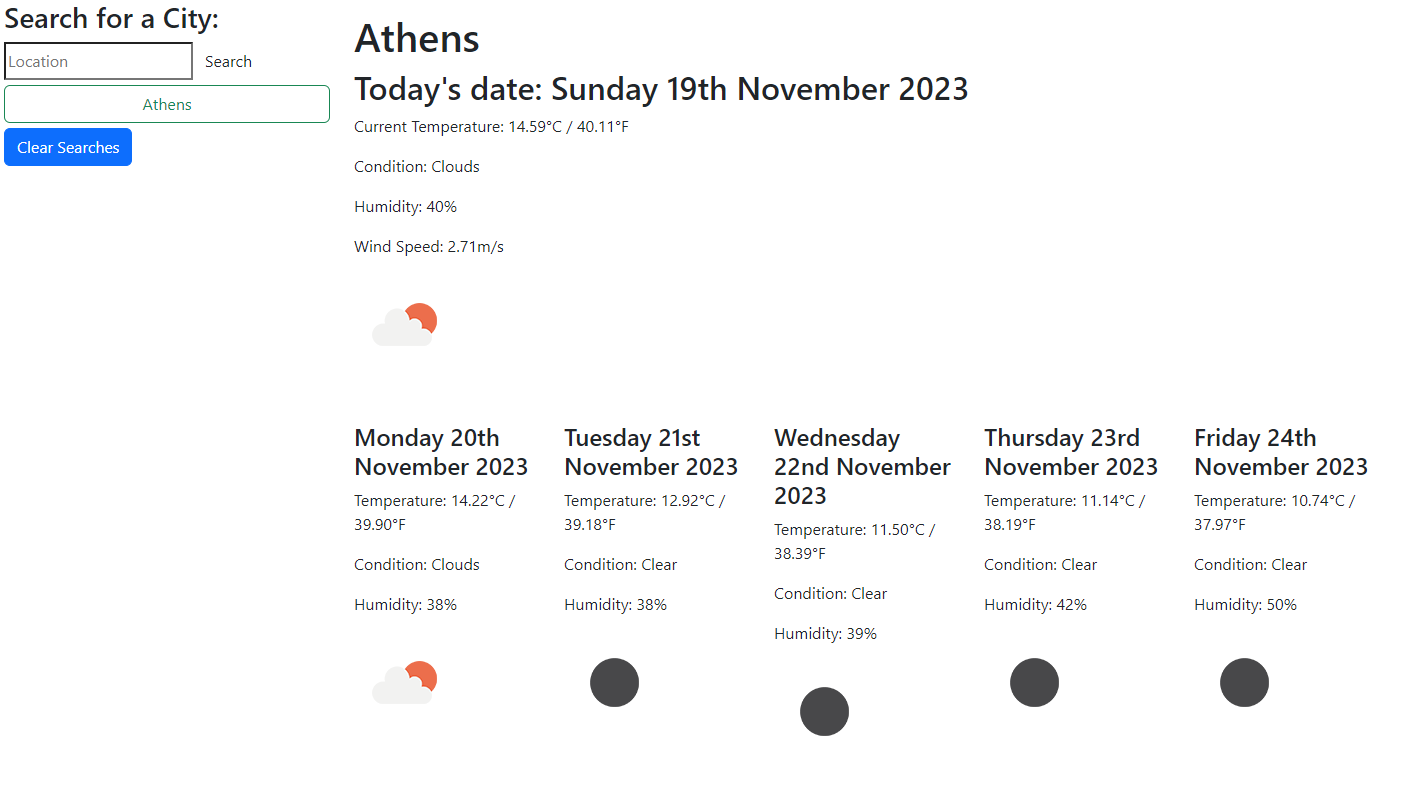 Search for a City:
Location
Search
Athens
Clear Searches
Athens
Today's date: Sunday 19th November 2023
Current Temperature: 14.59°C / 40.11°F
Condition: Clouds
Humidity: 40%
Wind Speed: 2.71m/s
Monday 20th
November 2023
Temperature: 14.22°C /
39.90°F
Condition: Clouds
Humidity: 38%
Tuesday 21st
November 2023
Temperature: 12.92°C /
39.18°F
Condition: Clear
Humidity: 38%
Wednesday
22nd November
2023
Temperature: 11.50°C /
38.39°F
Condition: Clear
Humidity: 39%
Thursday 23rd
November 2023
Temperature: 11.14°C /
38.19°F
Condition: Clear
Humidity: 42%
Friday 24th
November 2023
Temperature: 10.74°C /
37.97°F
Condition: Clear
Humidity: 50%